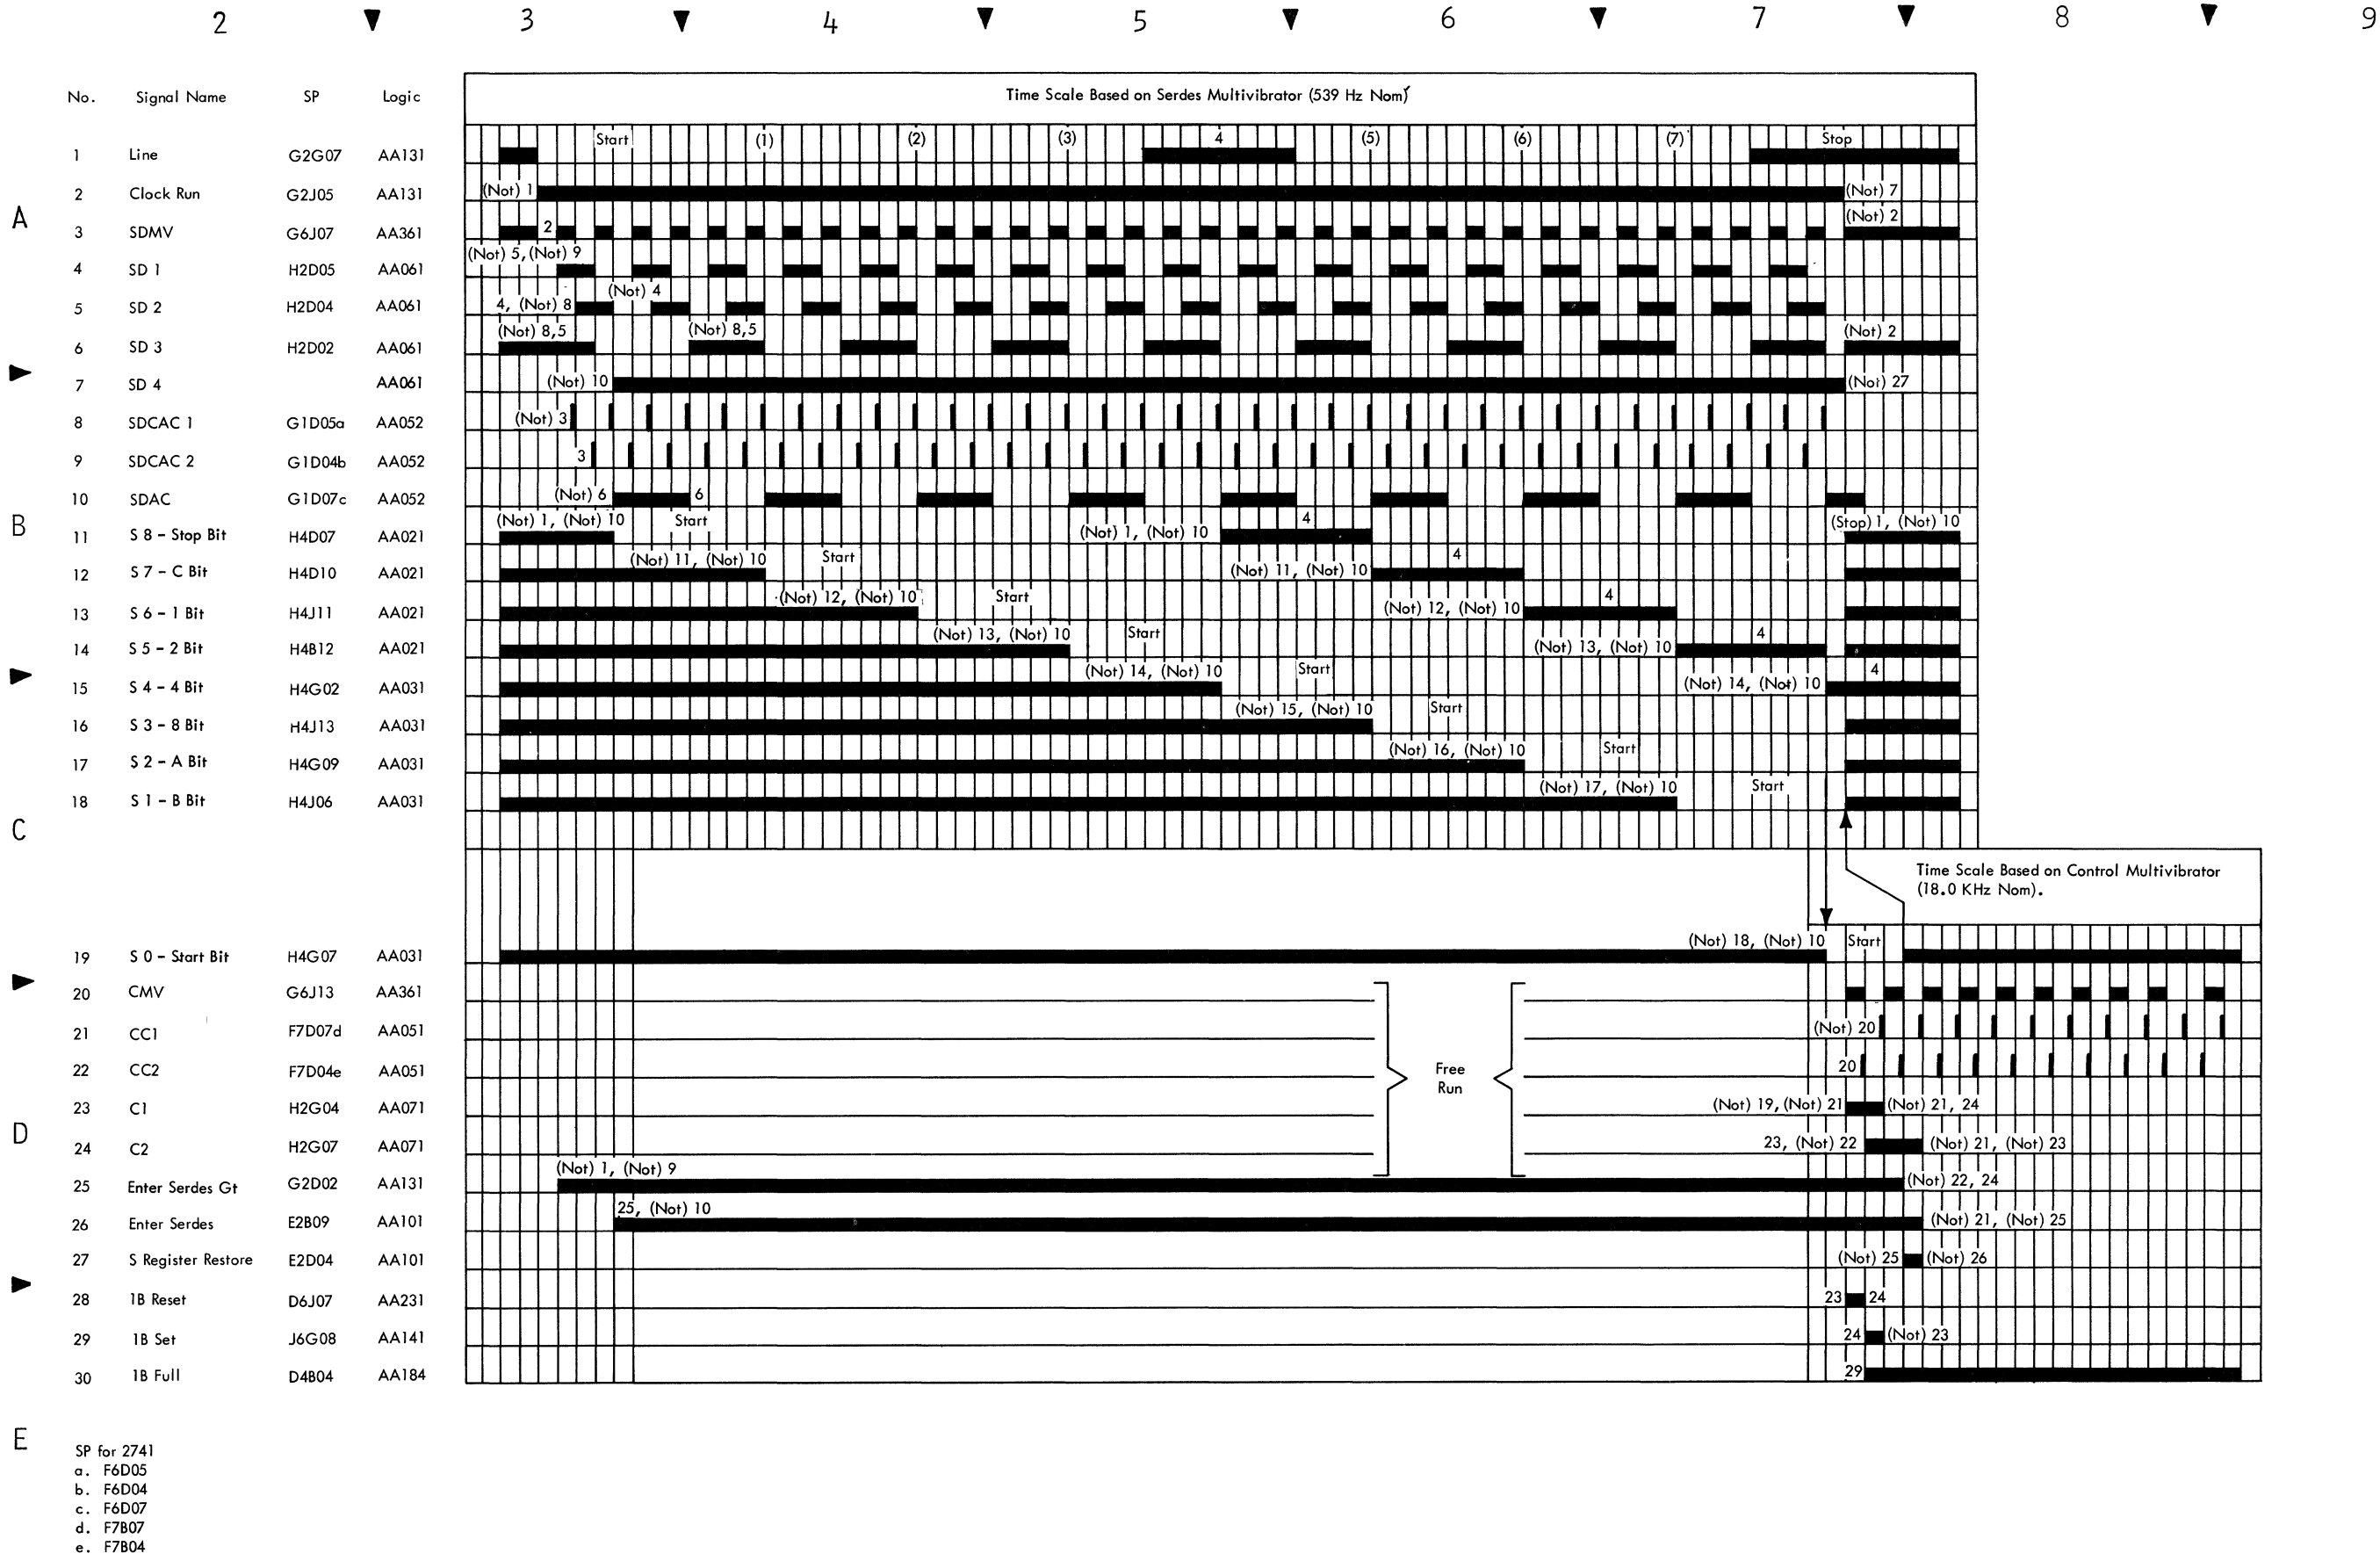 2 3 4 5 6 7 8 9
No. Signal Name SP Logic
Time Scale Based on Serdes Multivibrator (539 Hz Nom)
Start (1) (2) (3) 4 (5) (6) (7) Stop
1 Line G2G07 AA131
2 Clock Run G2J05 AA131 (Not) 1 (Not) 7
A
(Not) 2
3 SDMV G6J07 AA361 2
(Not) 5, (Not) 9
4 SD 1 H2D05 AA061
(Not) 4
5 SD 2 H2D04 AA061 4, (Not) 8
(Not) 8,5 (Not) 8,5 (Not) 2
6 SD 3 H2D02 AA061
7 SD 4 AA061 (Not) 10 (Not) 27
8 SDCAC 1 G1D05a AA052 (Not) 3
9 SDCAC 2 G1D04b AA052 3
10 SDAC G1D07c AA052 (Not) 6 6
B
(Not) 1, (Not) 10 Start 4 (Stop) 1, (Not) 10
11 S 8 - Stop Bit H4D07 AA021 (Not) 1, (Not) 10
(Not) 11, (Not) 10 Start 4
12 S 7 - C Bit H4D10 AA021 (Not) 11, (Not) 10
(Not) 12, (Not) 10 Start 4
13 S 6 - 1 Bit H4J11 AA021 (Not) 12, (Not) 10
(Not) 13, (Not) 10 Start 4
14 S 5 - 2 Bit H4B12 AA021 (Not) 13, (Not) 10
(Not) 14, (Not) 10 Start 4
15 S 4 - 4 Bit H4G02 AA031 (Not) 14, (Not) 10
(Not) 15, (Not) 10 Start
16 S 3 - 8 Bit H4J13 AA031
(Not) 16, (Not) 10 Start
17 S 2 - A Bit H4G09 AA031
(Not) 17, (Not) 10 Start
18 S 1 - B Bit H4J06 AA031
C
Time Scale Based on Control Multivibrator
(18.0 KHz Nom).
(Not) 18, (Not) 10 Start
19 S 0 - Start Bit H4G07 AA031
20 CMV G6J13 AA361
21 CC1 F7D07d AA051 (Not) 20
22 CC2 F7D04e AA051 20
Free
Run
23 C1 H2G04 AA071 (Not) 19, (Not) 21 (Not) 21, 24
D
24 C2 H2G07 AA071 23, (Not) 22 (Not) 21, (Not) 23
(Not) 1, (Not) 9
25 Enter Serdes Gt G2D02 AA131 (Not) 22, 24
25, (Not) 10
26 Enter Serdes E2B09 AA101 (Not) 21, (Not) 25
27 S Register Restore E2D04 AA101 (Not) 25 (Not) 26
28 1B Reset D6J07 AA231 23 24
29 1B Set J6G08 AA141 24 (Not) 23
30 1B Full D4B04 AA184 29
E
SP for 2741
a. F6D05
b. F6D04
c. F6D07
d. F7B07
e. F7B04